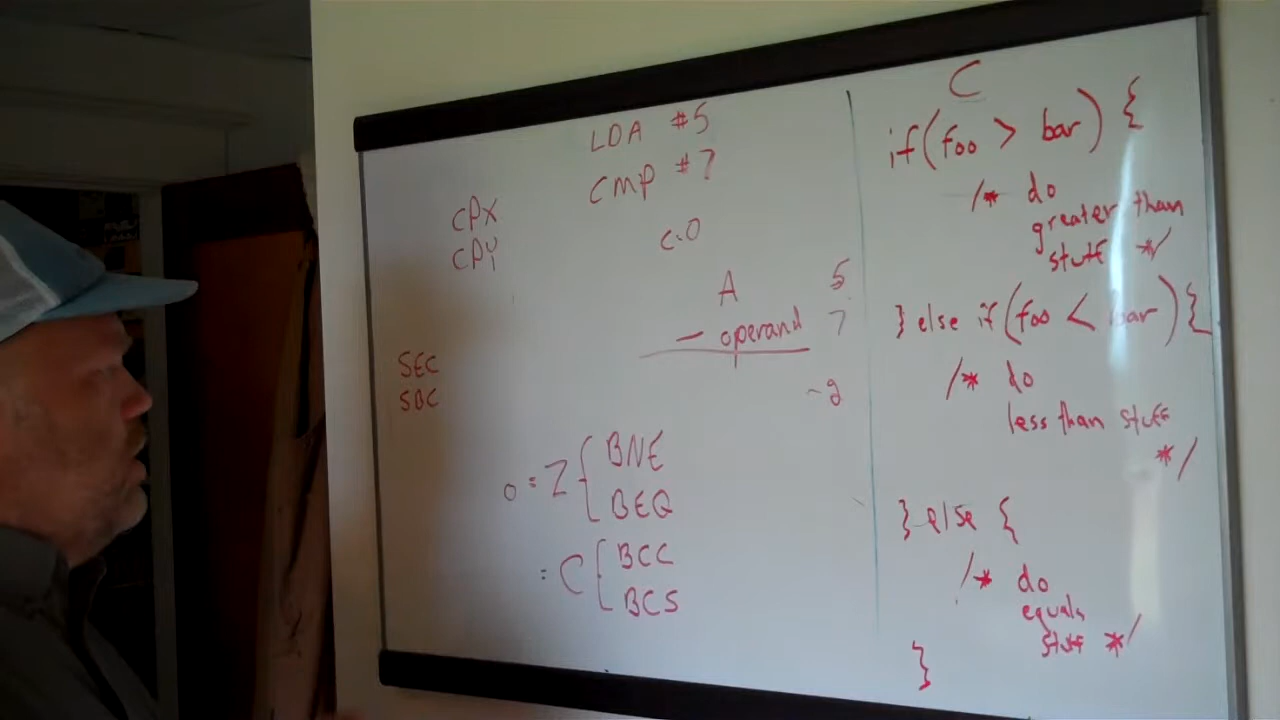 LDA #5
CMP #7
CPX
CPY
C=0
A 5
- operand 7
-2
SEC
SBC
0 = Z { BNE
BEQ
= C { BCC
BCS
C
if (foo > bar) {
/* do
greater than
stuff */
} else if (foo < bar) {
/* do
less than stuff
*/
} else {
/* do
equals
stuff */
}